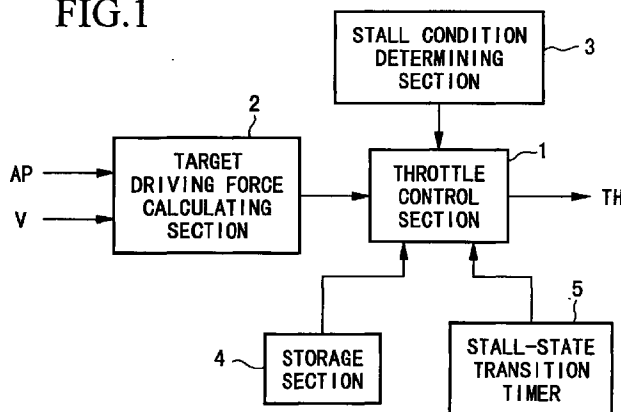 FIG.1
STALL CONDITION
DETERMINING
SECTION
3
2
TARGET
DRIVING FORCE
CALCULATING
SECTION
AP
V
1
THROTTLE
CONTROL
SECTION
TH
4
STORAGE
SECTION
5
STALL-STATE
TRANSITION
TIMER